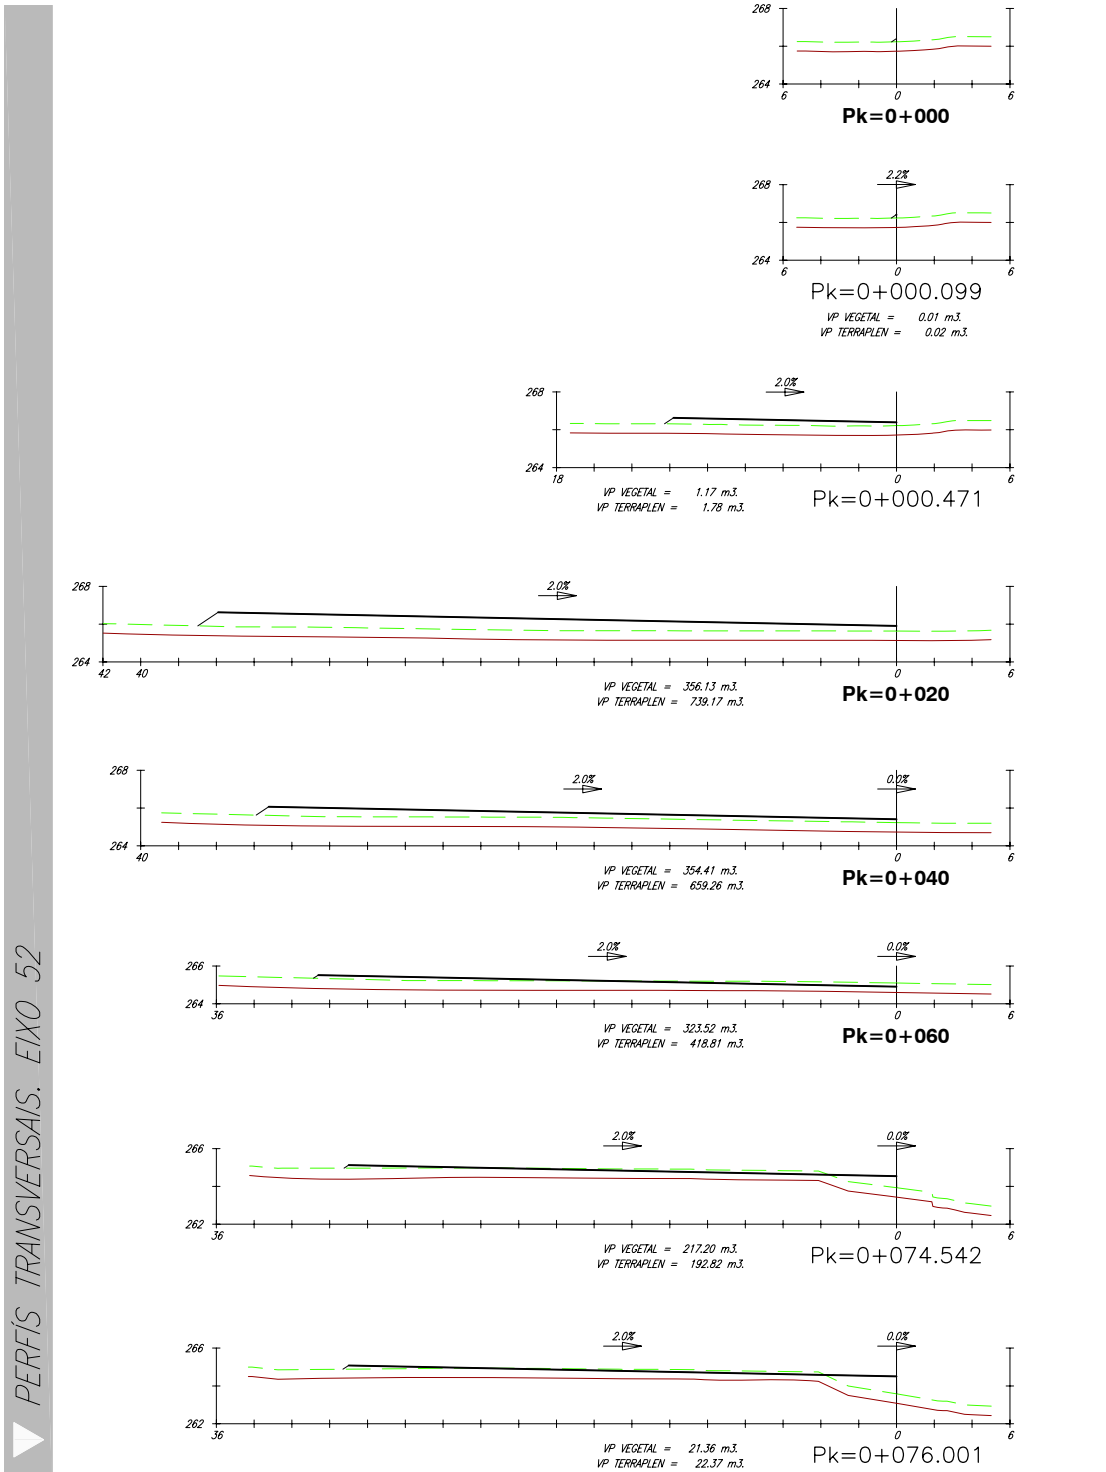 PERFÍS TRANSVERSAIS. EIXO 52
268
264
6 0 6
Pk=0+000
2.2%
268
264
6 0 6
Pk=0+000.099
VP VEGETAL = 0.01 m3.
VP TERRAPLEN = 0.02 m3.
2.0%
268
264
18 0 6
VP VEGETAL = 1.17 m3.
VP TERRAPLEN = 1.78 m3.
Pk=0+000.471
2.0%
268
264
42 40 0 6
VP VEGETAL = 356.13 m3.
VP TERRAPLEN = 739.17 m3.
Pk=0+020
268
2.0% 0.0%
264
40 0 6
VP VEGETAL = 354.41 m3.
VP TERRAPLEN = 659.26 m3.
Pk=0+040
2.0% 0.0%
266
264
36 0 6
VP VEGETAL = 323.52 m3.
VP TERRAPLEN = 418.81 m3.
Pk=0+060
2.0% 0.0%
266
262
36 0 6
VP VEGETAL = 217.20 m3.
VP TERRAPLEN = 192.82 m3.
Pk=0+074.542
2.0% 0.0%
266
262
36 0 6
VP VEGETAL = 21.36 m3.
VP TERRAPLEN = 22.37 m3.
Pk=0+076.001